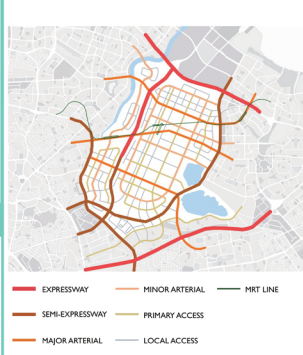 EXPRESSWAY
MINOR ARTERIAL
MRT LINE
SEMI-EXPRESSWAY
PRIMARY ACCESS
MAJOR ARTERIAL
LOCAL ACCESS